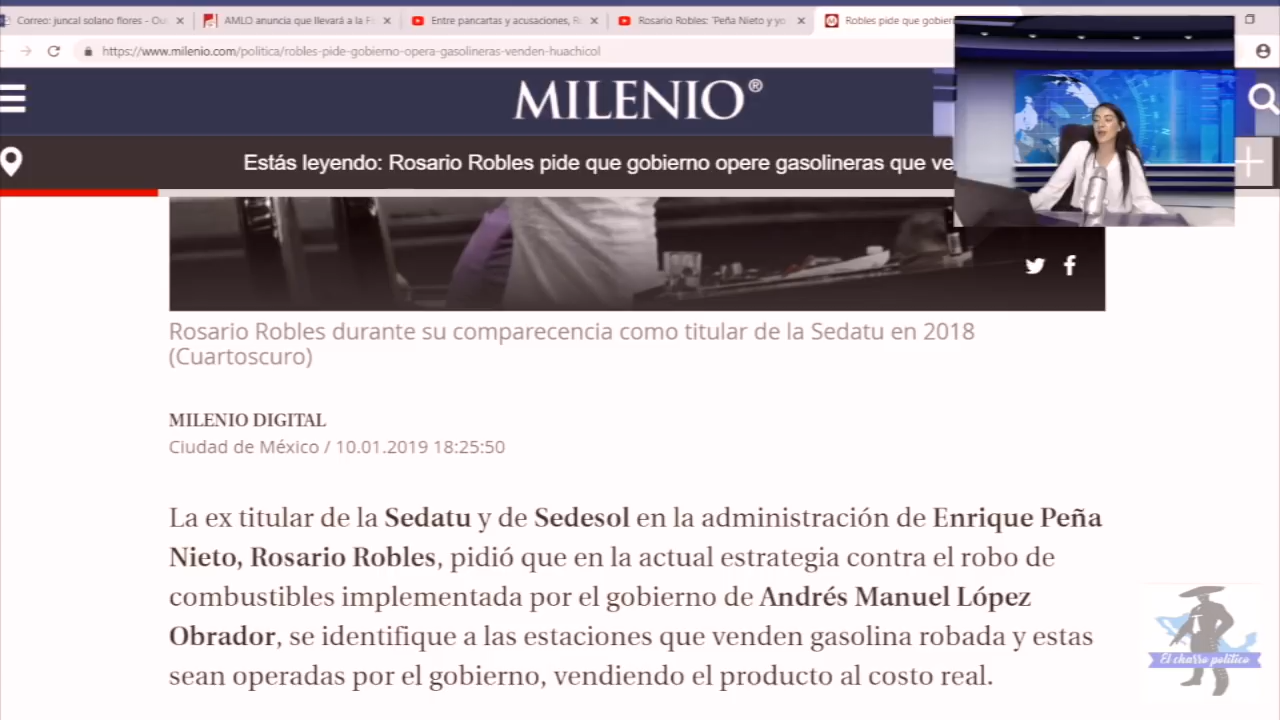 Correo: juncal solano flores - Ou
AMLO anuncia que llevará a la F
Entre pancartas y acusaciones, R
Rosario Robles: 'Peña Nieto y yo
Robles pide que gobiern
https://www.milenio.com/politica/robles-pide-gobierno-opera-gasolineras-venden-huachicol
MILENIO®
Estás leyendo: Rosario Robles pide que gobierno opere gasolineras que ve
Rosario Robles durante su comparecencia como titular de la Sedatu en 2018
(Cuartoscuro)
MILENIO DIGITAL
Ciudad de México / 10.01.2019 18:25:50
La ex titular de la Sedatu y de Sedesol en la administración de Enrique Peña
Nieto, Rosario Robles, pidió que en la actual estrategia contra el robo de
combustibles implementada por el gobierno de Andrés Manuel López
Obrador, se identifique a las estaciones que venden gasolina robada y estas
sean operadas por el gobierno, vendiendo el producto al costo real.
El charro político